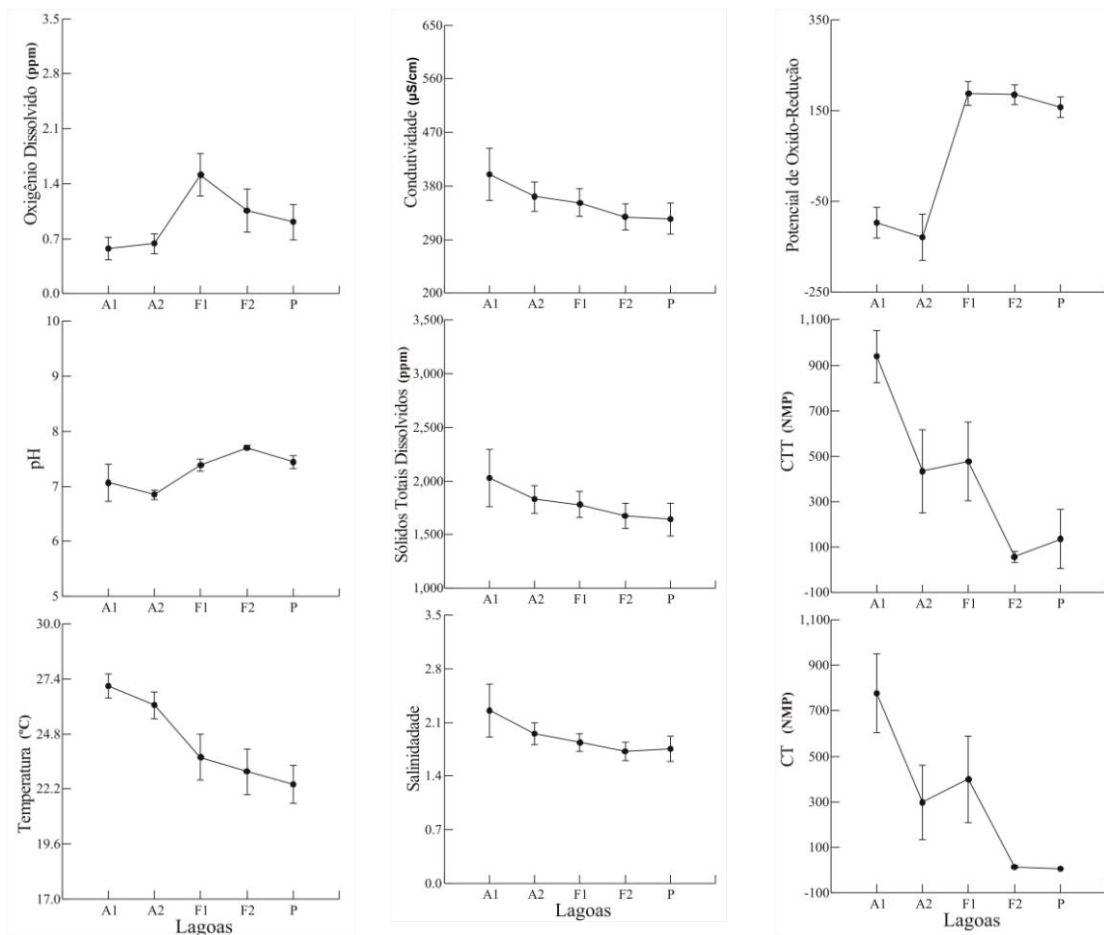 Oxigênio Dissolvido (ppm)
3.5
2.8
2.1
1.4
0.7
0.0
A1 A2 F1 F2 P
Condutividade (µS/cm)
650
560
470
380
290
200
A1 A2 F1 F2 P
Potencial de Oxido-Redução
350
150
-50
-250
A1 A2 F1 F2 P
pH
10
9
8
7
6
5
A1 A2 F1 F2 P
Sólidos Totais Dissolvidos (ppm)
3,500
3,000
2,500
2,000
1,500
1,000
A1 A2 F1 F2 P
CTT (NMP)
1,100
900
700
500
300
100
-100
A1 A2 F1 F2 P
Temperatura (ºC)
30.0
27.4
24.8
22.2
19.6
17.0
A1 A2 F1 F2 P
Lagoas
Salinidadade
3.5
2.8
2.1
1.4
0.7
0.0
A1 A2 F1 F2 P
Lagoas
CT (NMP)
1,100
900
700
500
300
100
-100
A1 A2 F1 F2 P
Lagoas